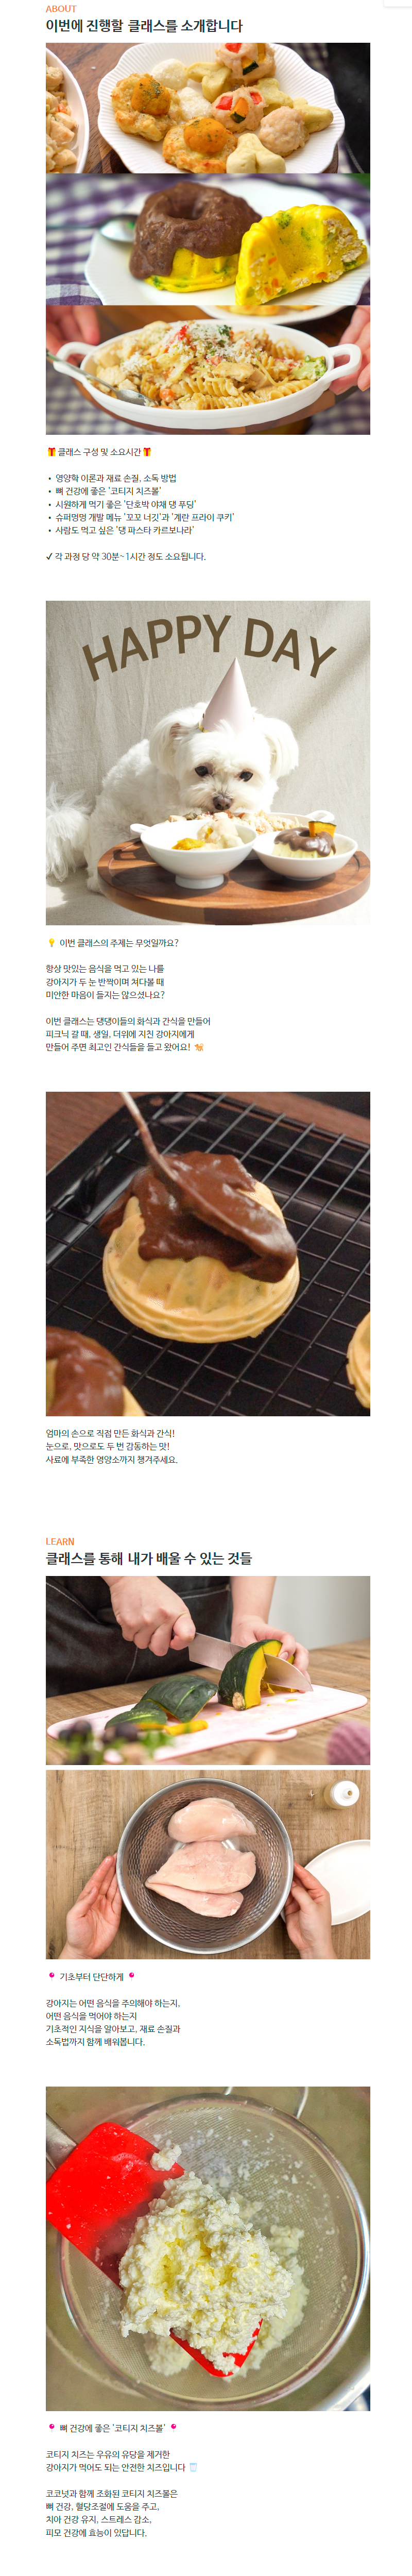 ABOUT
이번에 진행할 클래스를 소개합니다
🎁클래스 구성 및 소요시간🎁
• 영양학 이론과 재료 손질, 소독 방법
• 뼈 건강에 좋은 '코티지 치즈볼'
• 시원하게 먹기 좋은 '단호박 야채 댕 푸딩'
• 슈퍼멍멍 개발 메뉴 '꼬꼬 너깃'과 '계란 프라이 쿠키'
• 사람도 먹고 싶은 '댕 파스타 카르보나라'
✔ 각 과정 당 약 30분~1시간 정도 소요됩니다.
HAPPY DAY
💡 이번 클래스의 주제는 무엇일까요?
항상 맛있는 음식을 먹고 있는 나를
강아지가 두 눈 반짝이며 쳐다볼 때
미안한 마음이 들지는 않으셨나요?
이번 클래스는 댕댕이들의 화식과 간식을 만들어
피크닉 갈 때, 생일, 더위에 지친 강아지에게
만들어 주면 최고인 간식들을 들고 왔어요! 🐕
엄마의 손으로 직접 만든 화식과 간식!
눈으로, 맛으로도 두 번 감동하는 맛!
사료에 부족한 영양소까지 챙겨주세요.
LEARN
클래스를 통해 내가 배울 수 있는 것들
📍 기초부터 단단하게 📍
강아지는 어떤 음식을 주의해야 하는지,
어떤 음식을 먹어야 하는지
기초적인 지식을 알아보고, 재료 손질과
소독법까지 함께 배워봅니다.
📍 뼈 건강에 좋은 '코티지 치즈볼' 📍
코티지 치즈는 우유의 유당을 제거한
강아지가 먹어도 되는 안전한 치즈입니다 🥛
코코넛과 함께 조화된 코티지 치즈볼은
뼈 건강, 혈당조절에 도움을 주고,
치아 건강 유지, 스트레스 감소,
피모 건강에 효능이 있답니다.